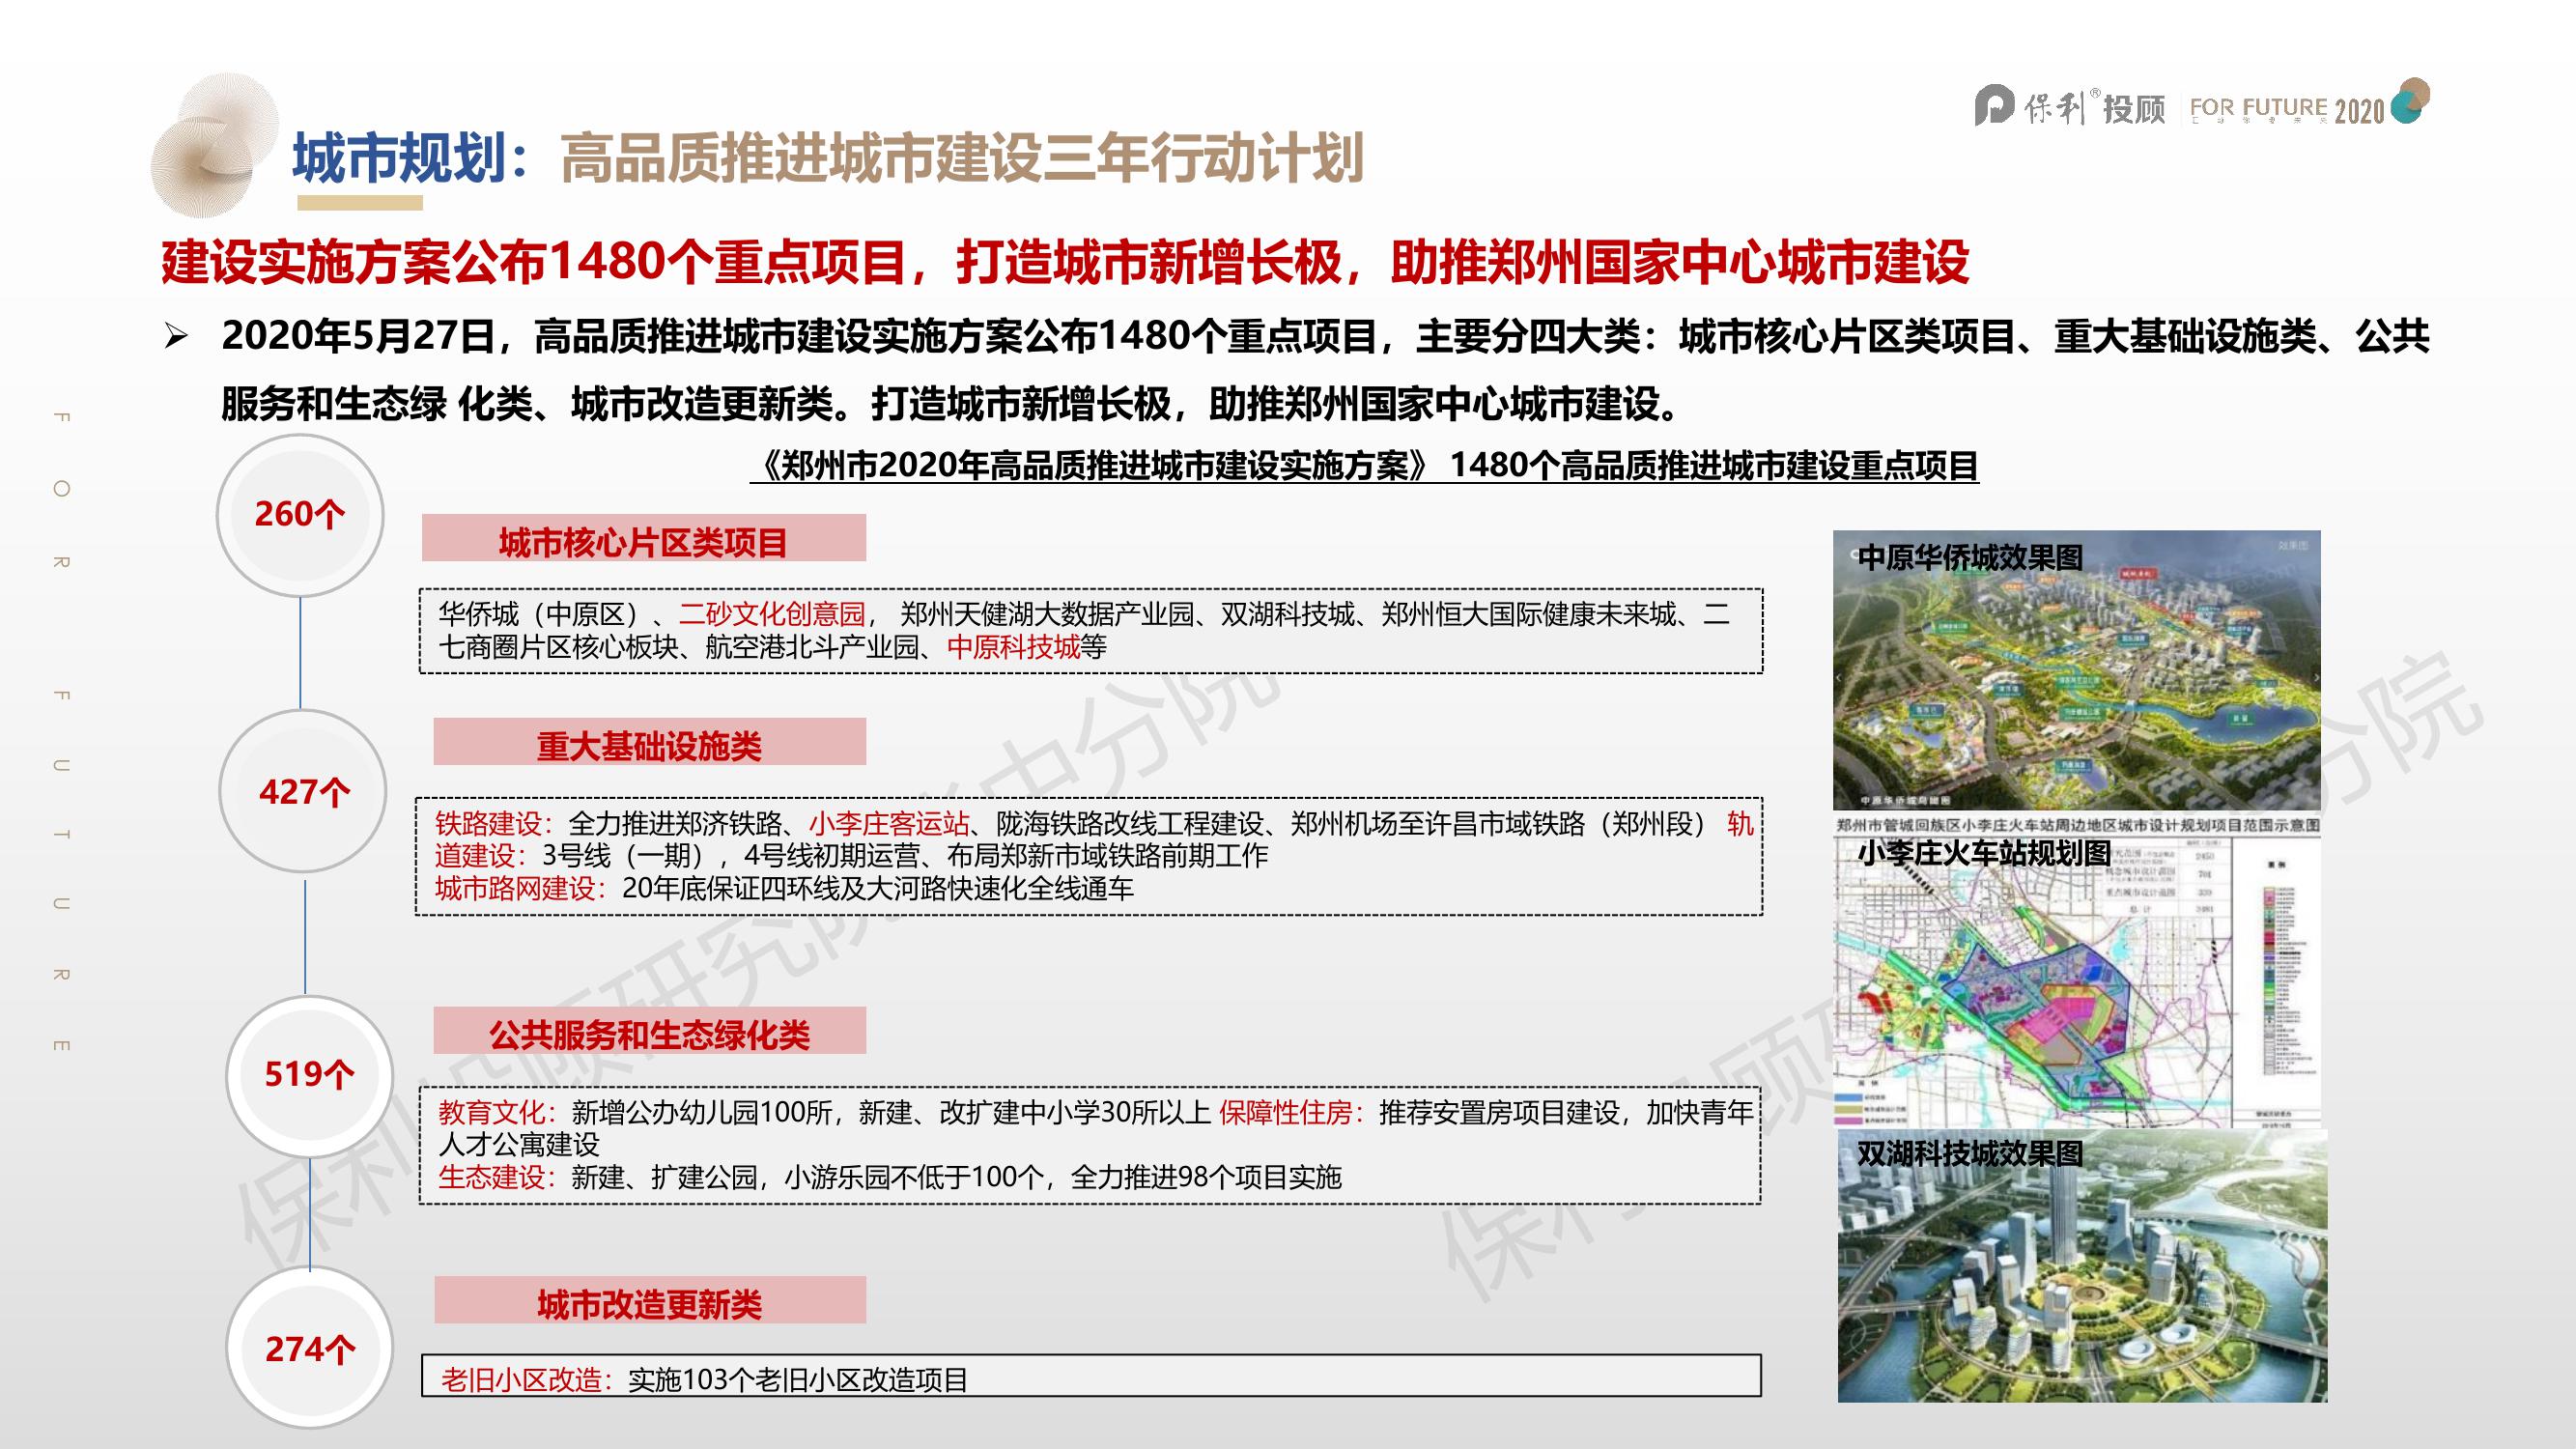 保利®投顾 FOR FUTURE 2020
城市规划：高品质推进城市建设三年行动计划
建设实施方案公布1480个重点项目，打造城市新增长极，助推郑州国家中心城市建设
➢ 2020年5月27日，高品质推进城市建设实施方案公布1480个重点项目，主要分四大类：城市核心片区类项目、重大基础设施类、公共
服务和生态绿 化类、城市改造更新类。打造城市新增长极，助推郑州国家中心城市建设。
《郑州市2020年高品质推进城市建设实施方案》 1480个高品质推进城市建设重点项目
FOR FUTURE
260个
城市核心片区类项目
华侨城（中原区）、二砂文化创意园， 郑州天健湖大数据产业园、双湖科技城、郑州恒大国际健康未来城、二
七商圈片区核心板块、航空港北斗产业园、中原科技城等
427个
重大基础设施类
铁路建设：全力推进郑济铁路、小李庄客运站、陇海铁路改线工程建设、郑州机场至许昌市域铁路（郑州段） 轨
道建设：3号线（一期），4号线初期运营、布局郑新市域铁路前期工作
城市路网建设：20年底保证四环线及大河路快速化全线通车
519个
公共服务和生态绿化类
教育文化：新增公办幼儿园100所，新建、改扩建中小学30所以上 保障性住房：推荐安置房项目建设，加快青年
人才公寓建设
生态建设：新建、扩建公园，小游乐园不低于100个，全力推进98个项目实施
274个
城市改造更新类
老旧小区改造：实施103个老旧小区改造项目
中原华侨城效果图
效果图
中原华侨城鸟瞰图
郑州市管城回族区小李庄火车站周边地区城市设计规划项目范围示意图
小李庄火车站规划图
双湖科技城效果图